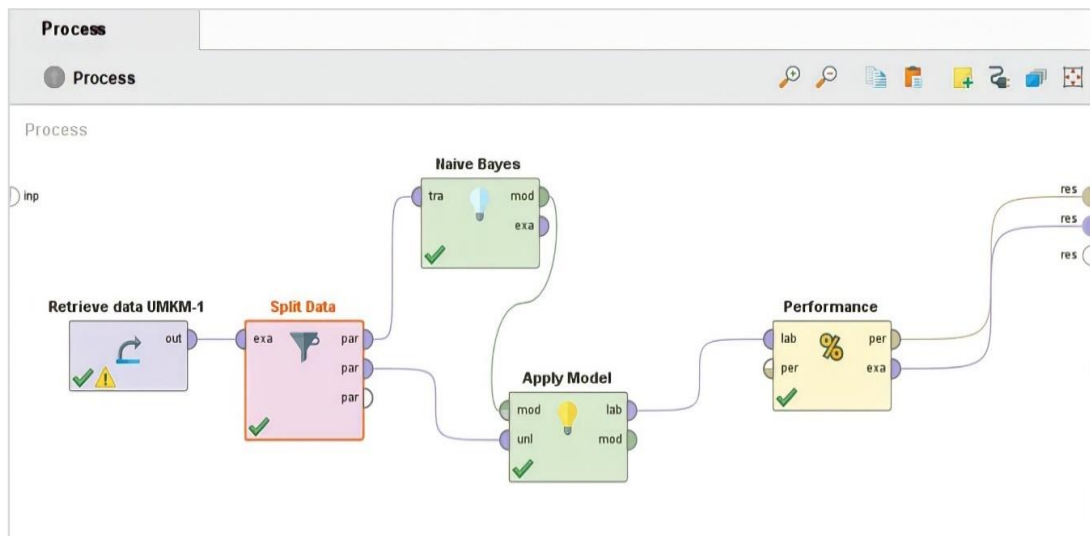 Process
Process
Process
inp
Naive Bayes
tra
mod
exa
res
res
res
Retrieve data UMKM-1
out
Split Data
exa
par
par
par
Apply Model
mod
lab
unl
mod
Performance
%
lab
per
per
exa